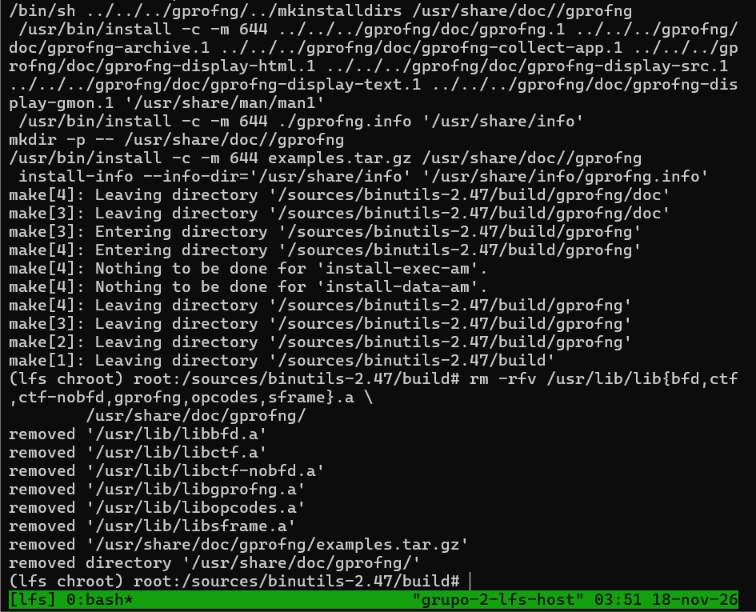 /bin/sh ../../../gprofng/../mkinstalldirs /usr/share/doc//gprofng
 /usr/bin/install -c -m 644 ../../../gprofng/doc/gprofng.1 ../../../gprofng/
doc/gprofng-archive.1 ../../../gprofng/doc/gprofng-collect-app.1 ../../../gp
rofng/doc/gprofng-display-html.1 ../../../gprofng/doc/gprofng-display-src.1
../../../gprofng/doc/gprofng-display-text.1 ../../../gprofng/doc/gprofng-dis
play-gmon.1 '/usr/share/man/man1'
 /usr/bin/install -c -m 644 ./gprofng.info '/usr/share/info'
mkdir -p -- /usr/share/doc//gprofng
/usr/bin/install -c -m 644 examples.tar.gz /usr/share/doc//gprofng
 install-info --info-dir='/usr/share/info' '/usr/share/info/gprofng.info'
make[4]: Leaving directory '/sources/binutils-2.47/build/gprofng/doc'
make[3]: Leaving directory '/sources/binutils-2.47/build/gprofng/doc'
make[3]: Entering directory '/sources/binutils-2.47/build/gprofng'
make[4]: Entering directory '/sources/binutils-2.47/build/gprofng'
make[4]: Nothing to be done for 'install-exec-am'.
make[4]: Nothing to be done for 'install-data-am'.
make[4]: Leaving directory '/sources/binutils-2.47/build/gprofng'
make[3]: Leaving directory '/sources/binutils-2.47/build/gprofng'
make[2]: Leaving directory '/sources/binutils-2.47/build/gprofng'
make[1]: Leaving directory '/sources/binutils-2.47/build'
(lfs chroot) root:/sources/binutils-2.47/build# rm -rfv /usr/lib/lib{bfd,ctf
,ctf-nobfd,gprofng,opcodes,sframe}.a \
        /usr/share/doc/gprofng/
removed '/usr/lib/libbfd.a'
removed '/usr/lib/libctf.a'
removed '/usr/lib/libctf-nobfd.a'
removed '/usr/lib/libgprofng.a'
removed '/usr/lib/libopcodes.a'
removed '/usr/lib/libsframe.a'
removed '/usr/share/doc/gprofng/examples.tar.gz'
removed directory '/usr/share/doc/gprofng/'
(lfs chroot) root:/sources/binutils-2.47/build#
[lfs] 0:bash* "grupo-2-lfs-host" 03:51 18-nov-26